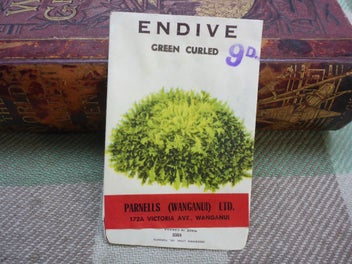 ENDIVE
GREEN CURLED
9D.
PARNELLS (WANGANUI) LTD.
172A VICTORIA AVE., WANGANUI